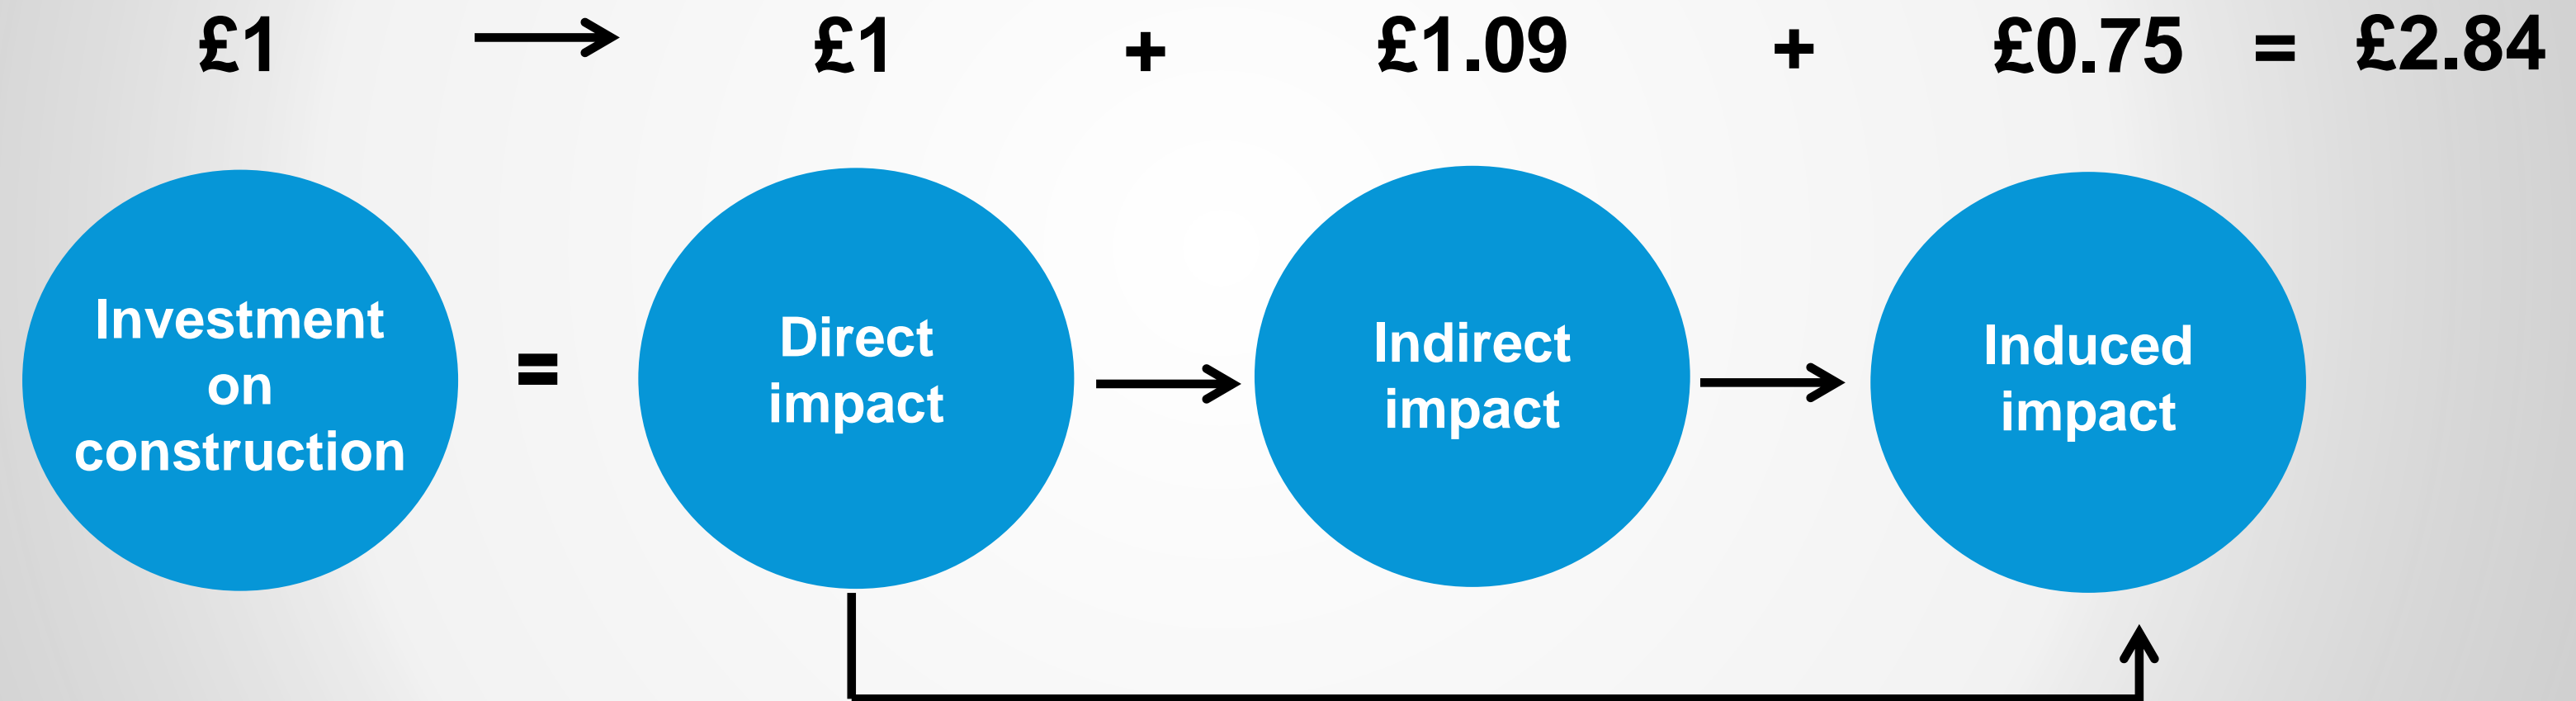 £1 → £1 + £1.09 + £0.75 = £2.84
Investment
on
construction
=
Direct
impact
Indirect
impact
Induced
impact